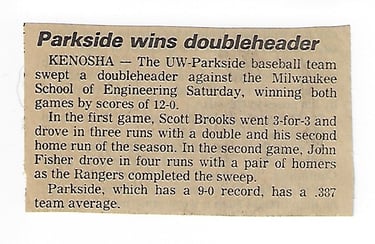 Parkside wins doubleheader
KENOSHA — The UW-Parkside baseball team
swept a doubleheader against the Milwaukee
School of Engineering Saturday, winning both
games by scores of 12-0.
In the first game, Scott Brooks went 3-for-3 and
drove in three runs with a double and his second
home run of the season. In the second game, John
Fisher drove in four runs with a pair of homers
as the Rangers completed the sweep.
Parkside, which has a 9-0 record, has a .387
team average.